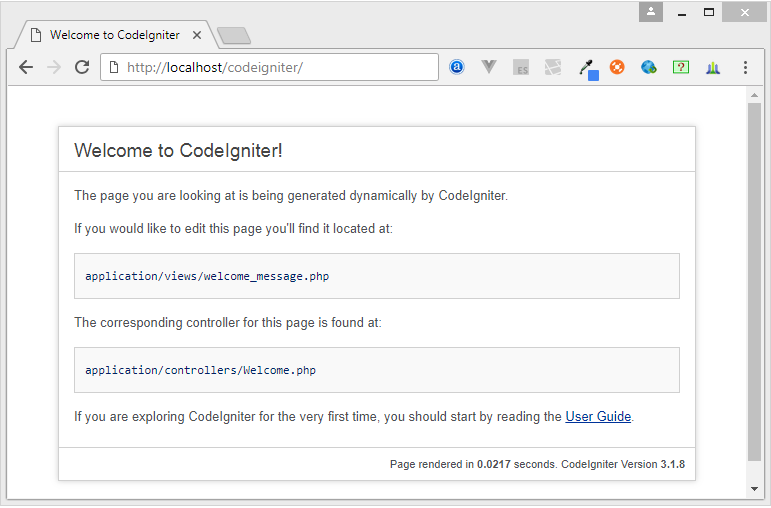 Welcome to CodeIgniter
http://localhost/codeigniter/
ES
?
Welcome to CodeIgniter!
The page you are looking at is being generated dynamically by CodeIgniter.
If you would like to edit this page you'll find it located at:
application/views/welcome_message.php
The corresponding controller for this page is found at:
application/controllers/Welcome.php
If you are exploring CodeIgniter for the very first time, you should start by reading the User Guide.
Page rendered in 0.0217 seconds. CodeIgniter Version 3.1.8